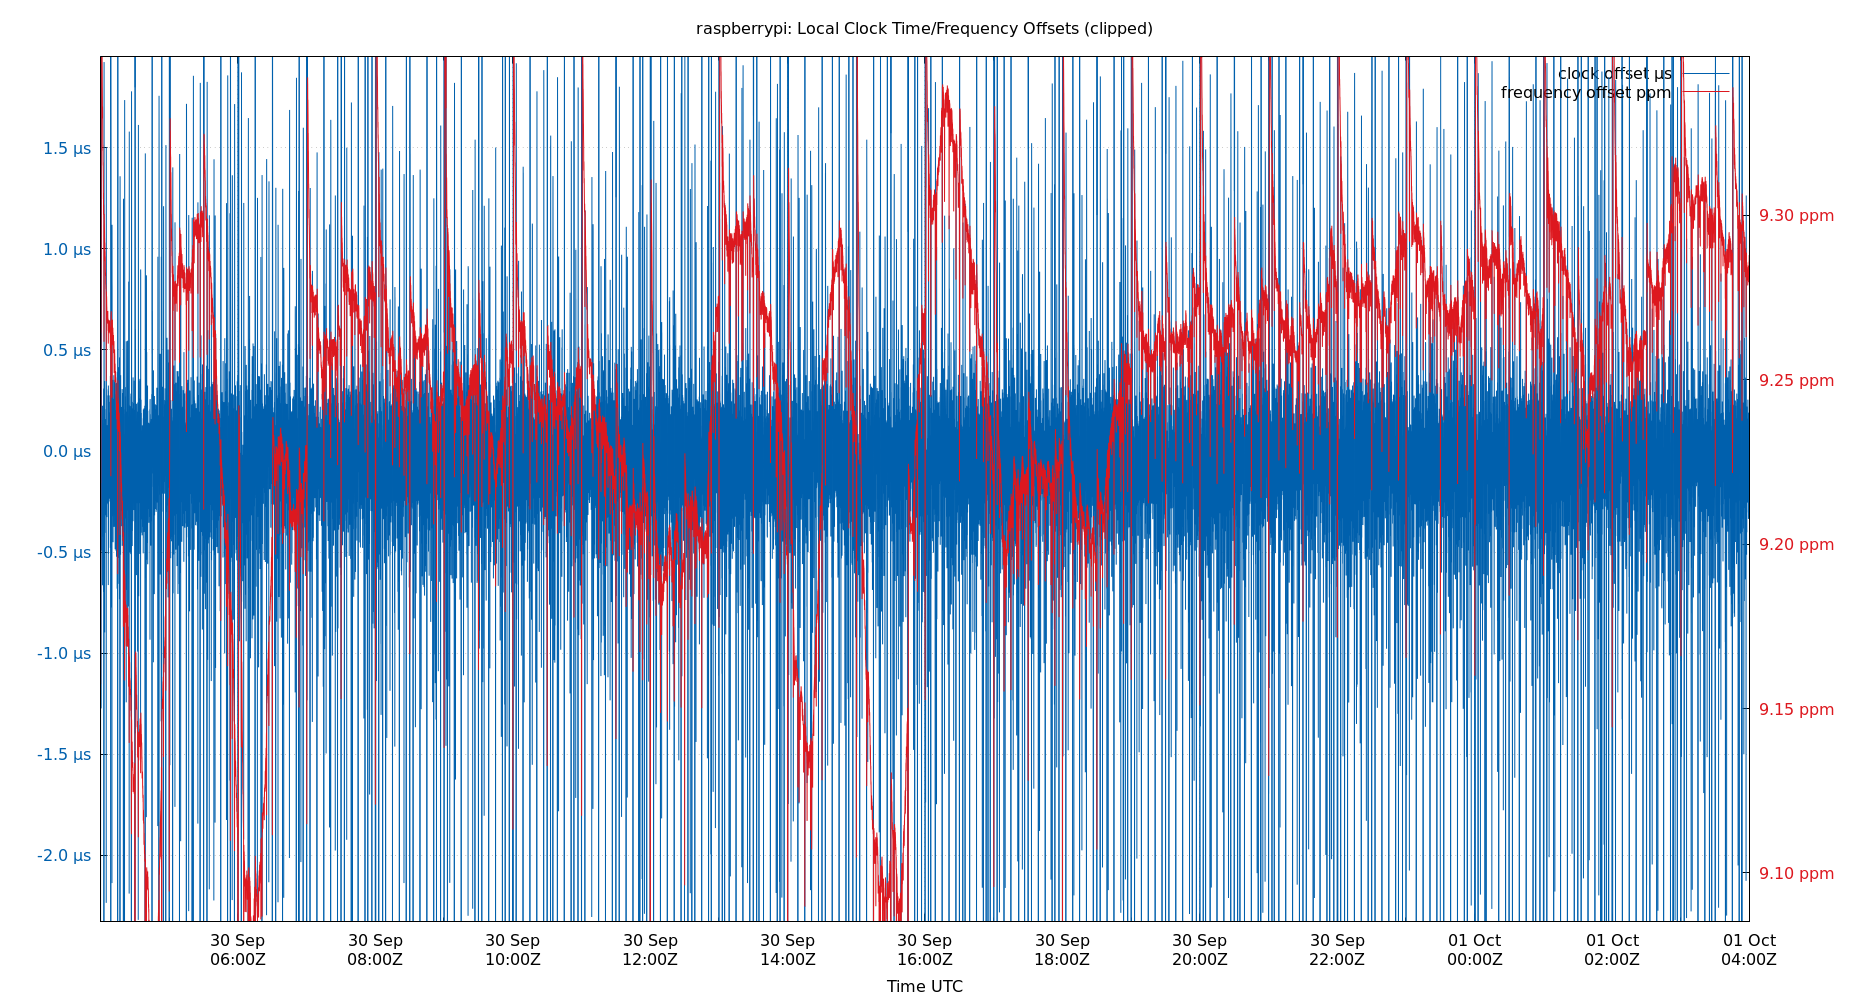 raspberrypi: Local Clock Time/Frequency Offsets (clipped)
clock offset µs
frequency offset ppm
1.5 µs
1.0 µs
0.5 µs
0.0 µs
-0.5 µs
-1.0 µs
-1.5 µs
-2.0 µs
9.30 ppm
9.25 ppm
9.20 ppm
9.15 ppm
9.10 ppm
30 Sep 30 Sep 30 Sep 30 Sep 30 Sep 30 Sep 30 Sep 30 Sep 30 Sep 01 Oct 01 Oct 01 Oct
06:00Z 08:00Z 10:00Z 12:00Z 14:00Z 16:00Z 18:00Z 20:00Z 22:00Z 00:00Z 02:00Z 04:00Z
Time UTC